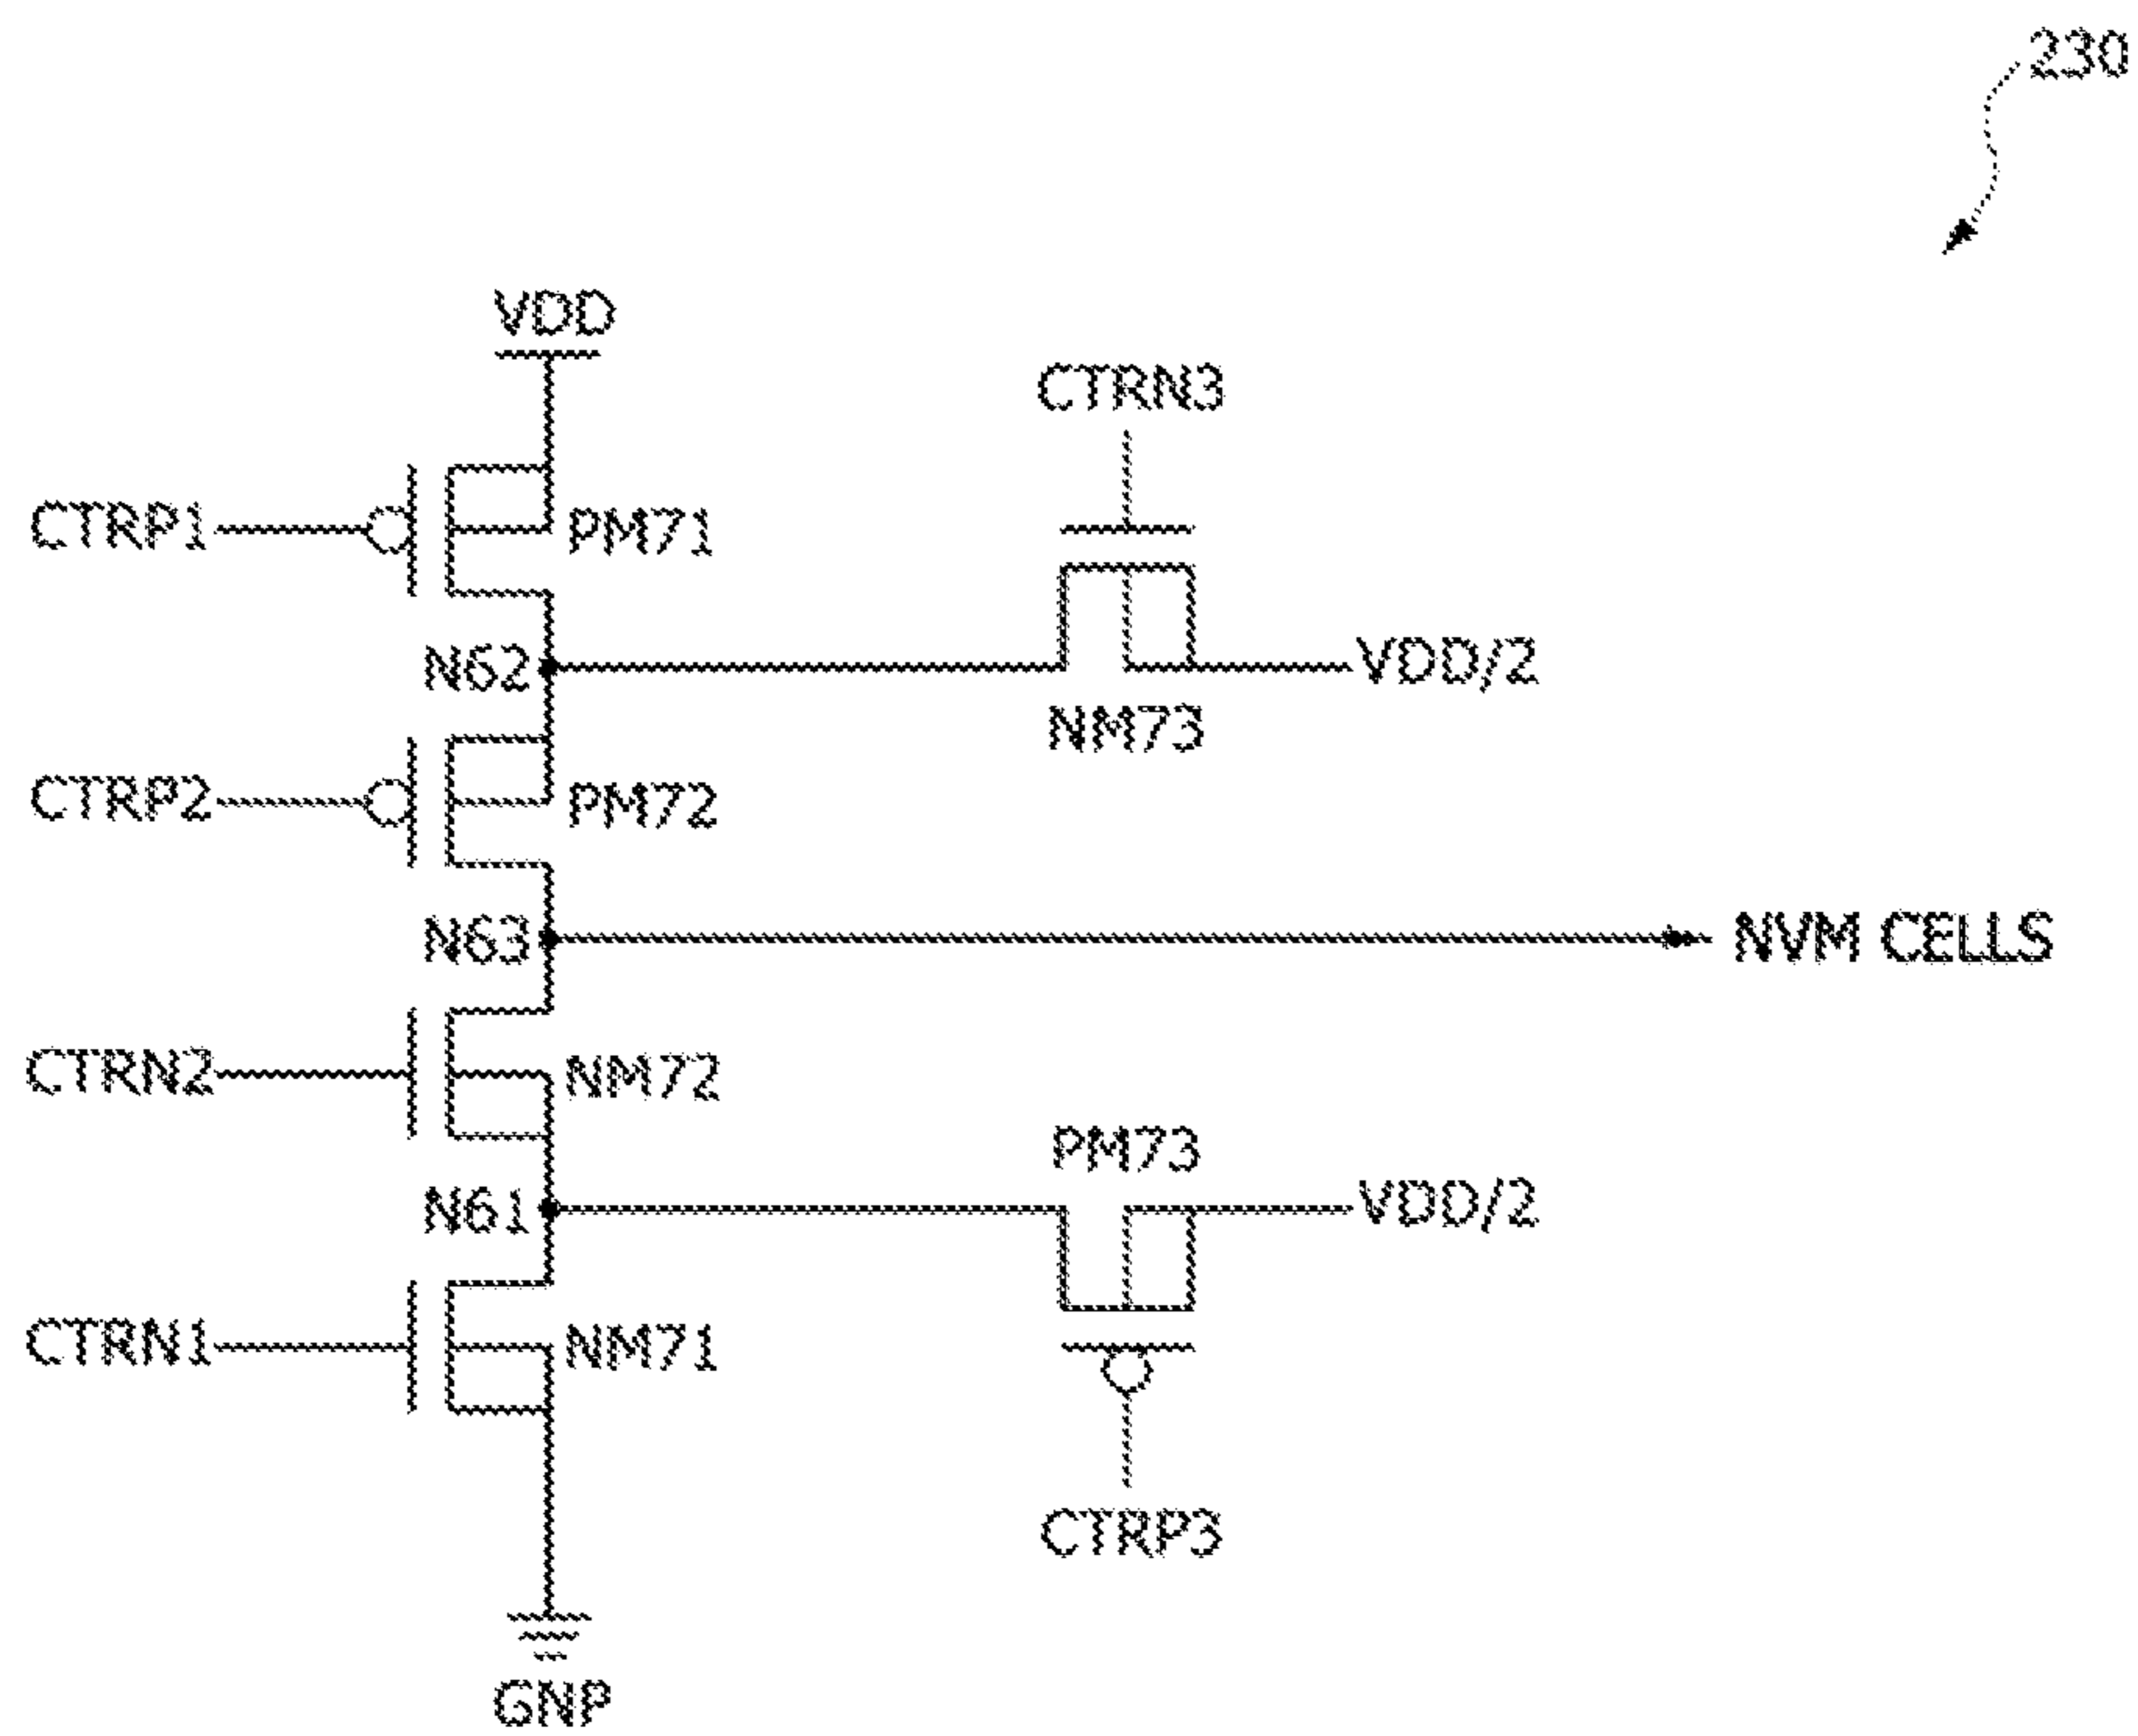 230
VDD
CTRN3
CTRP1
PM71
N62
VDD/2
NM73
CTRP2
PM72
N63
NVM CELLS
CTRN2
NM72
PM73
N61
VDD/2
CTRN1
NM71
CTRP3
GNP